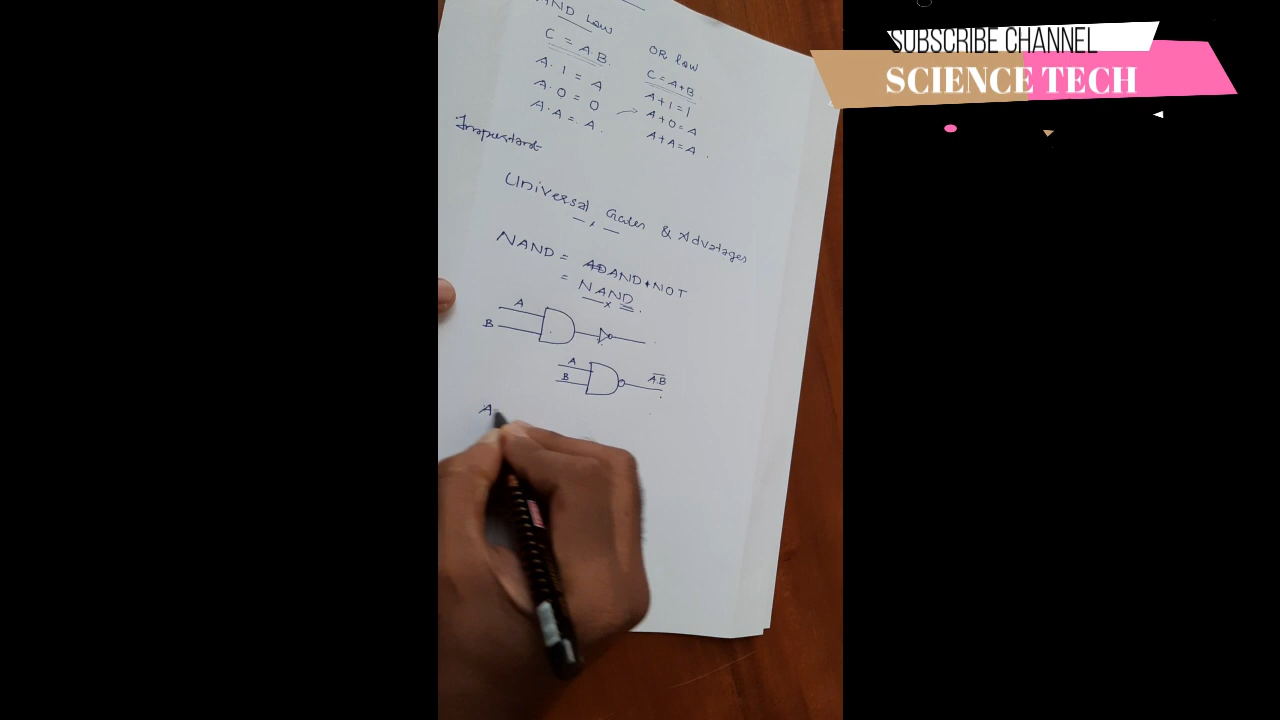 AND Law
C = A.B.
A. 1 = A
A. 0 = 0
A. A = A.
OR law
C = A+B
A + 1 = 1
A + 0 = A
A + A = A .
Important
Universal Gates & Advatages
NAND = AND + NOT
= NAND.
A
B
A
B
A.B
A
SUBSCRIBE CHANNEL
SCIENCE TECH